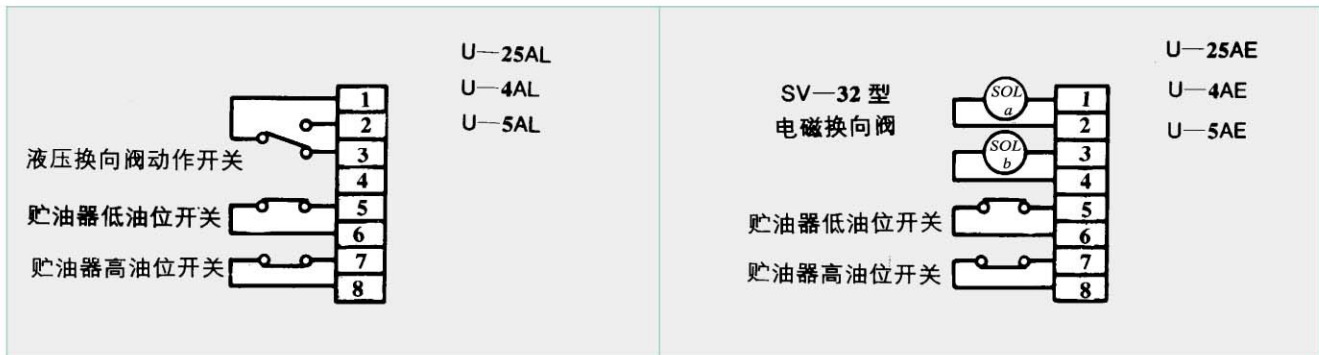 U—25AL
U—4AL
U—5AL
1
2
3
4
5
6
7
8
液压换向阀动作开关
贮油器低油位开关
贮油器高油位开关
U—25AE
U—4AE
U—5AE
SV—32 型
电磁换向阀
SOL
a
SOL
b
1
2
3
4
5
6
7
8
贮油器低油位开关
贮油器高油位开关